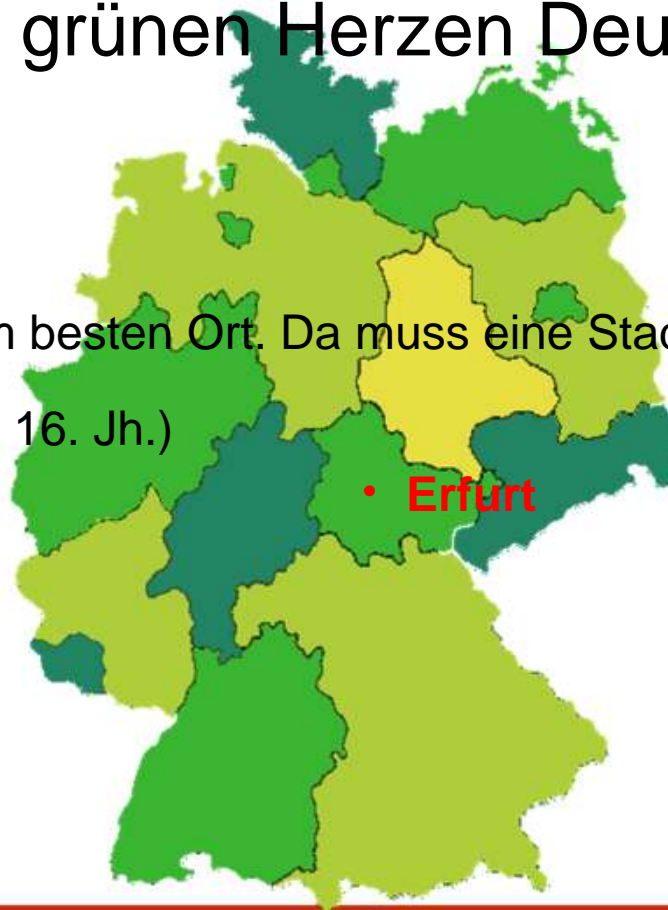 grünen Herzen Deu
n besten Ort. Da muss eine Stad
16. Jh.)
• Erfurt